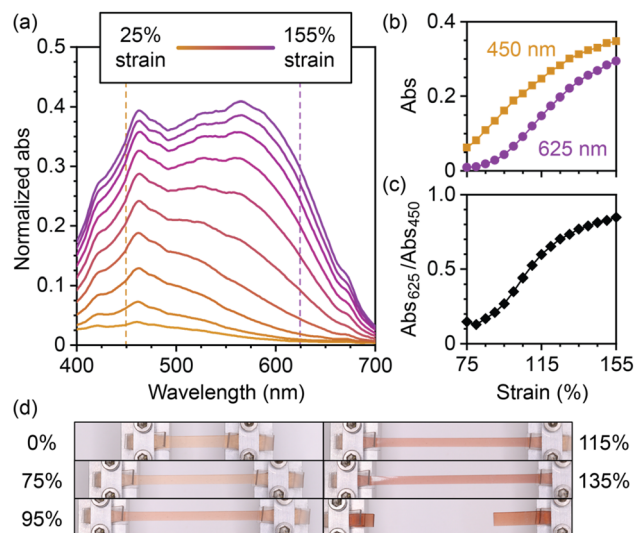 (a)
25%
strain
155%
strain
0.5
0.4
0.3
0.2
0.1
0
Normalized abs
400
500
600
700
Wavelength (nm)
(b)
0.4
0.2
0
Abs
450 nm
625 nm
(c)
1.0
0.5
0
Abs625/Abs450
75
115
155
Strain (%)
(d)
0%
75%
95%
115%
135%